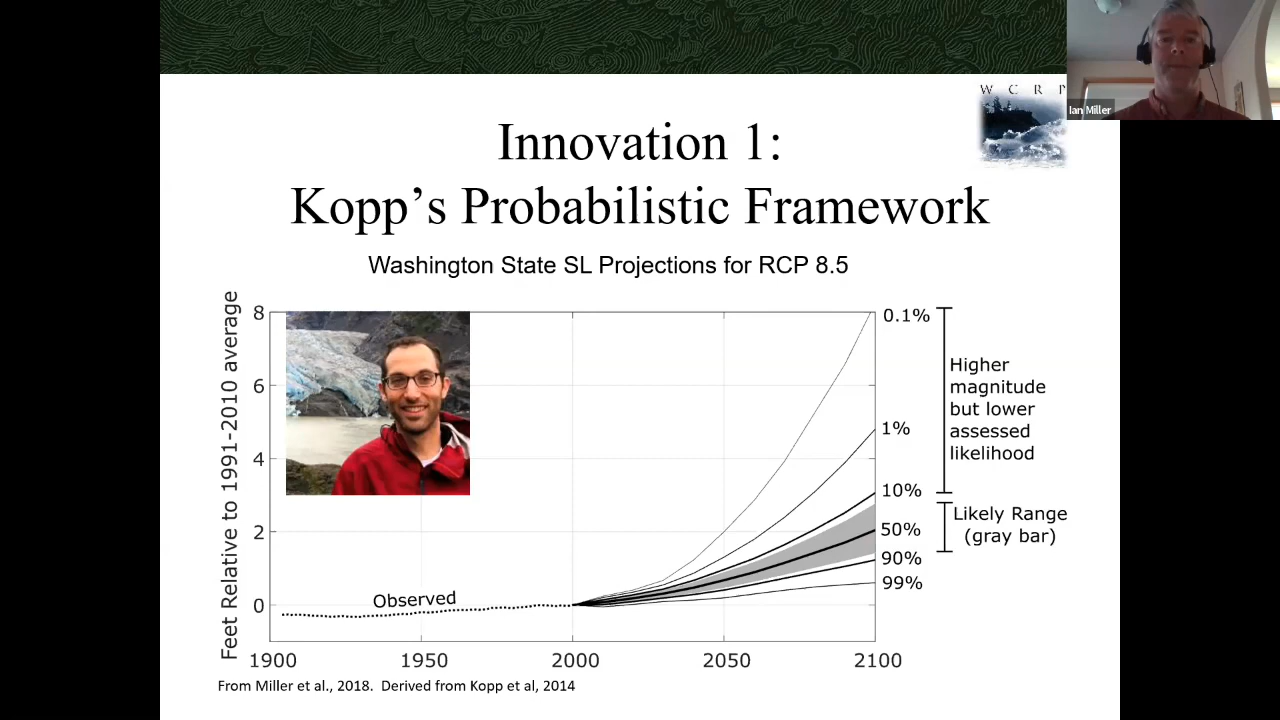 W C R P
Ian Miller
Innovation 1:
Kopp's Probabilistic Framework
Washington State SL Projections for RCP 8.5
Feet Relative to 1991-2010 average
8
6
4
2
0
Observed
1900
1950
2000
2050
2100
0.1%
1%
10%
50%
90%
99%
Higher
magnitude
but lower
assessed
likelihood
Likely Range
(gray bar)
From Miller et al., 2018. Derived from Kopp et al, 2014